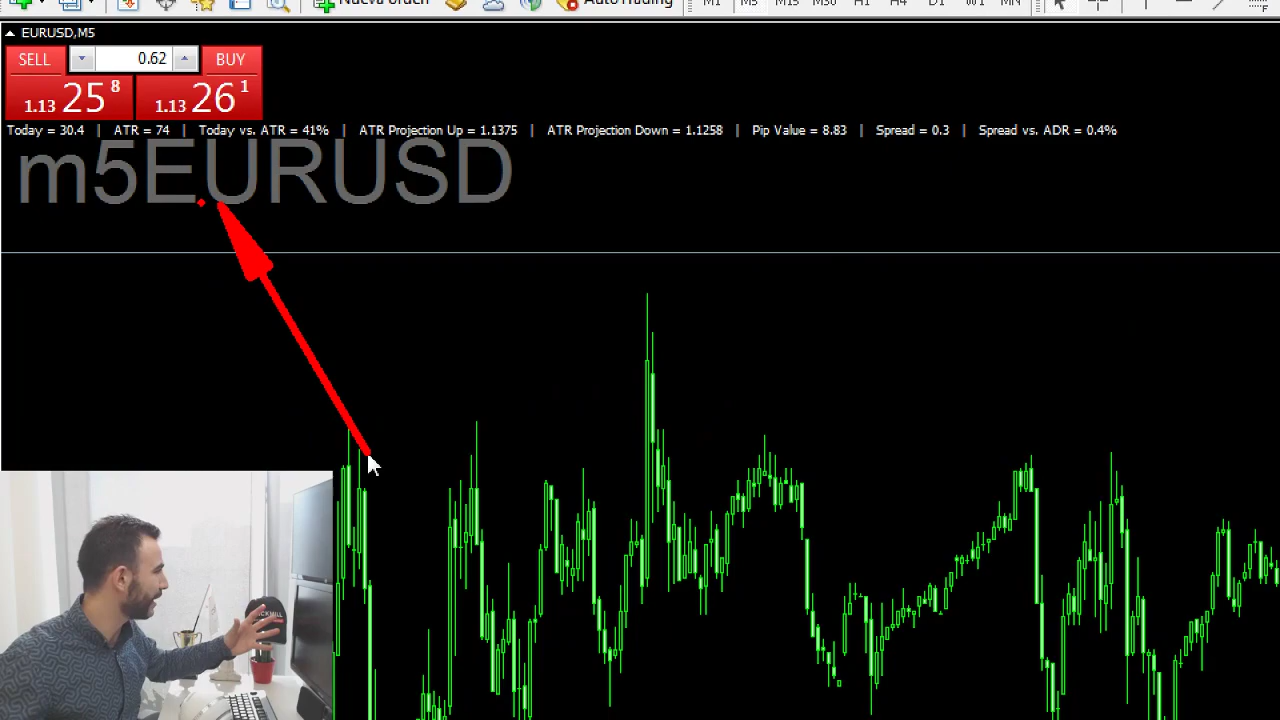 Nueva orden AutoTrading M1 M5 M15 M30 H1 H4 D1 W1 MN
EURUSD,M5
SELL 0.62 BUY
1.13 25 8 1.13 26 1
Today = 30.4 | ATR = 74 | Today vs. ATR = 41% | ATR Projection Up = 1.1375 | ATR Projection Down = 1.1258 | Pip Value = 8.83 | Spread = 0.3 | Spread vs. ADR = 0.4%
m5EURUSD